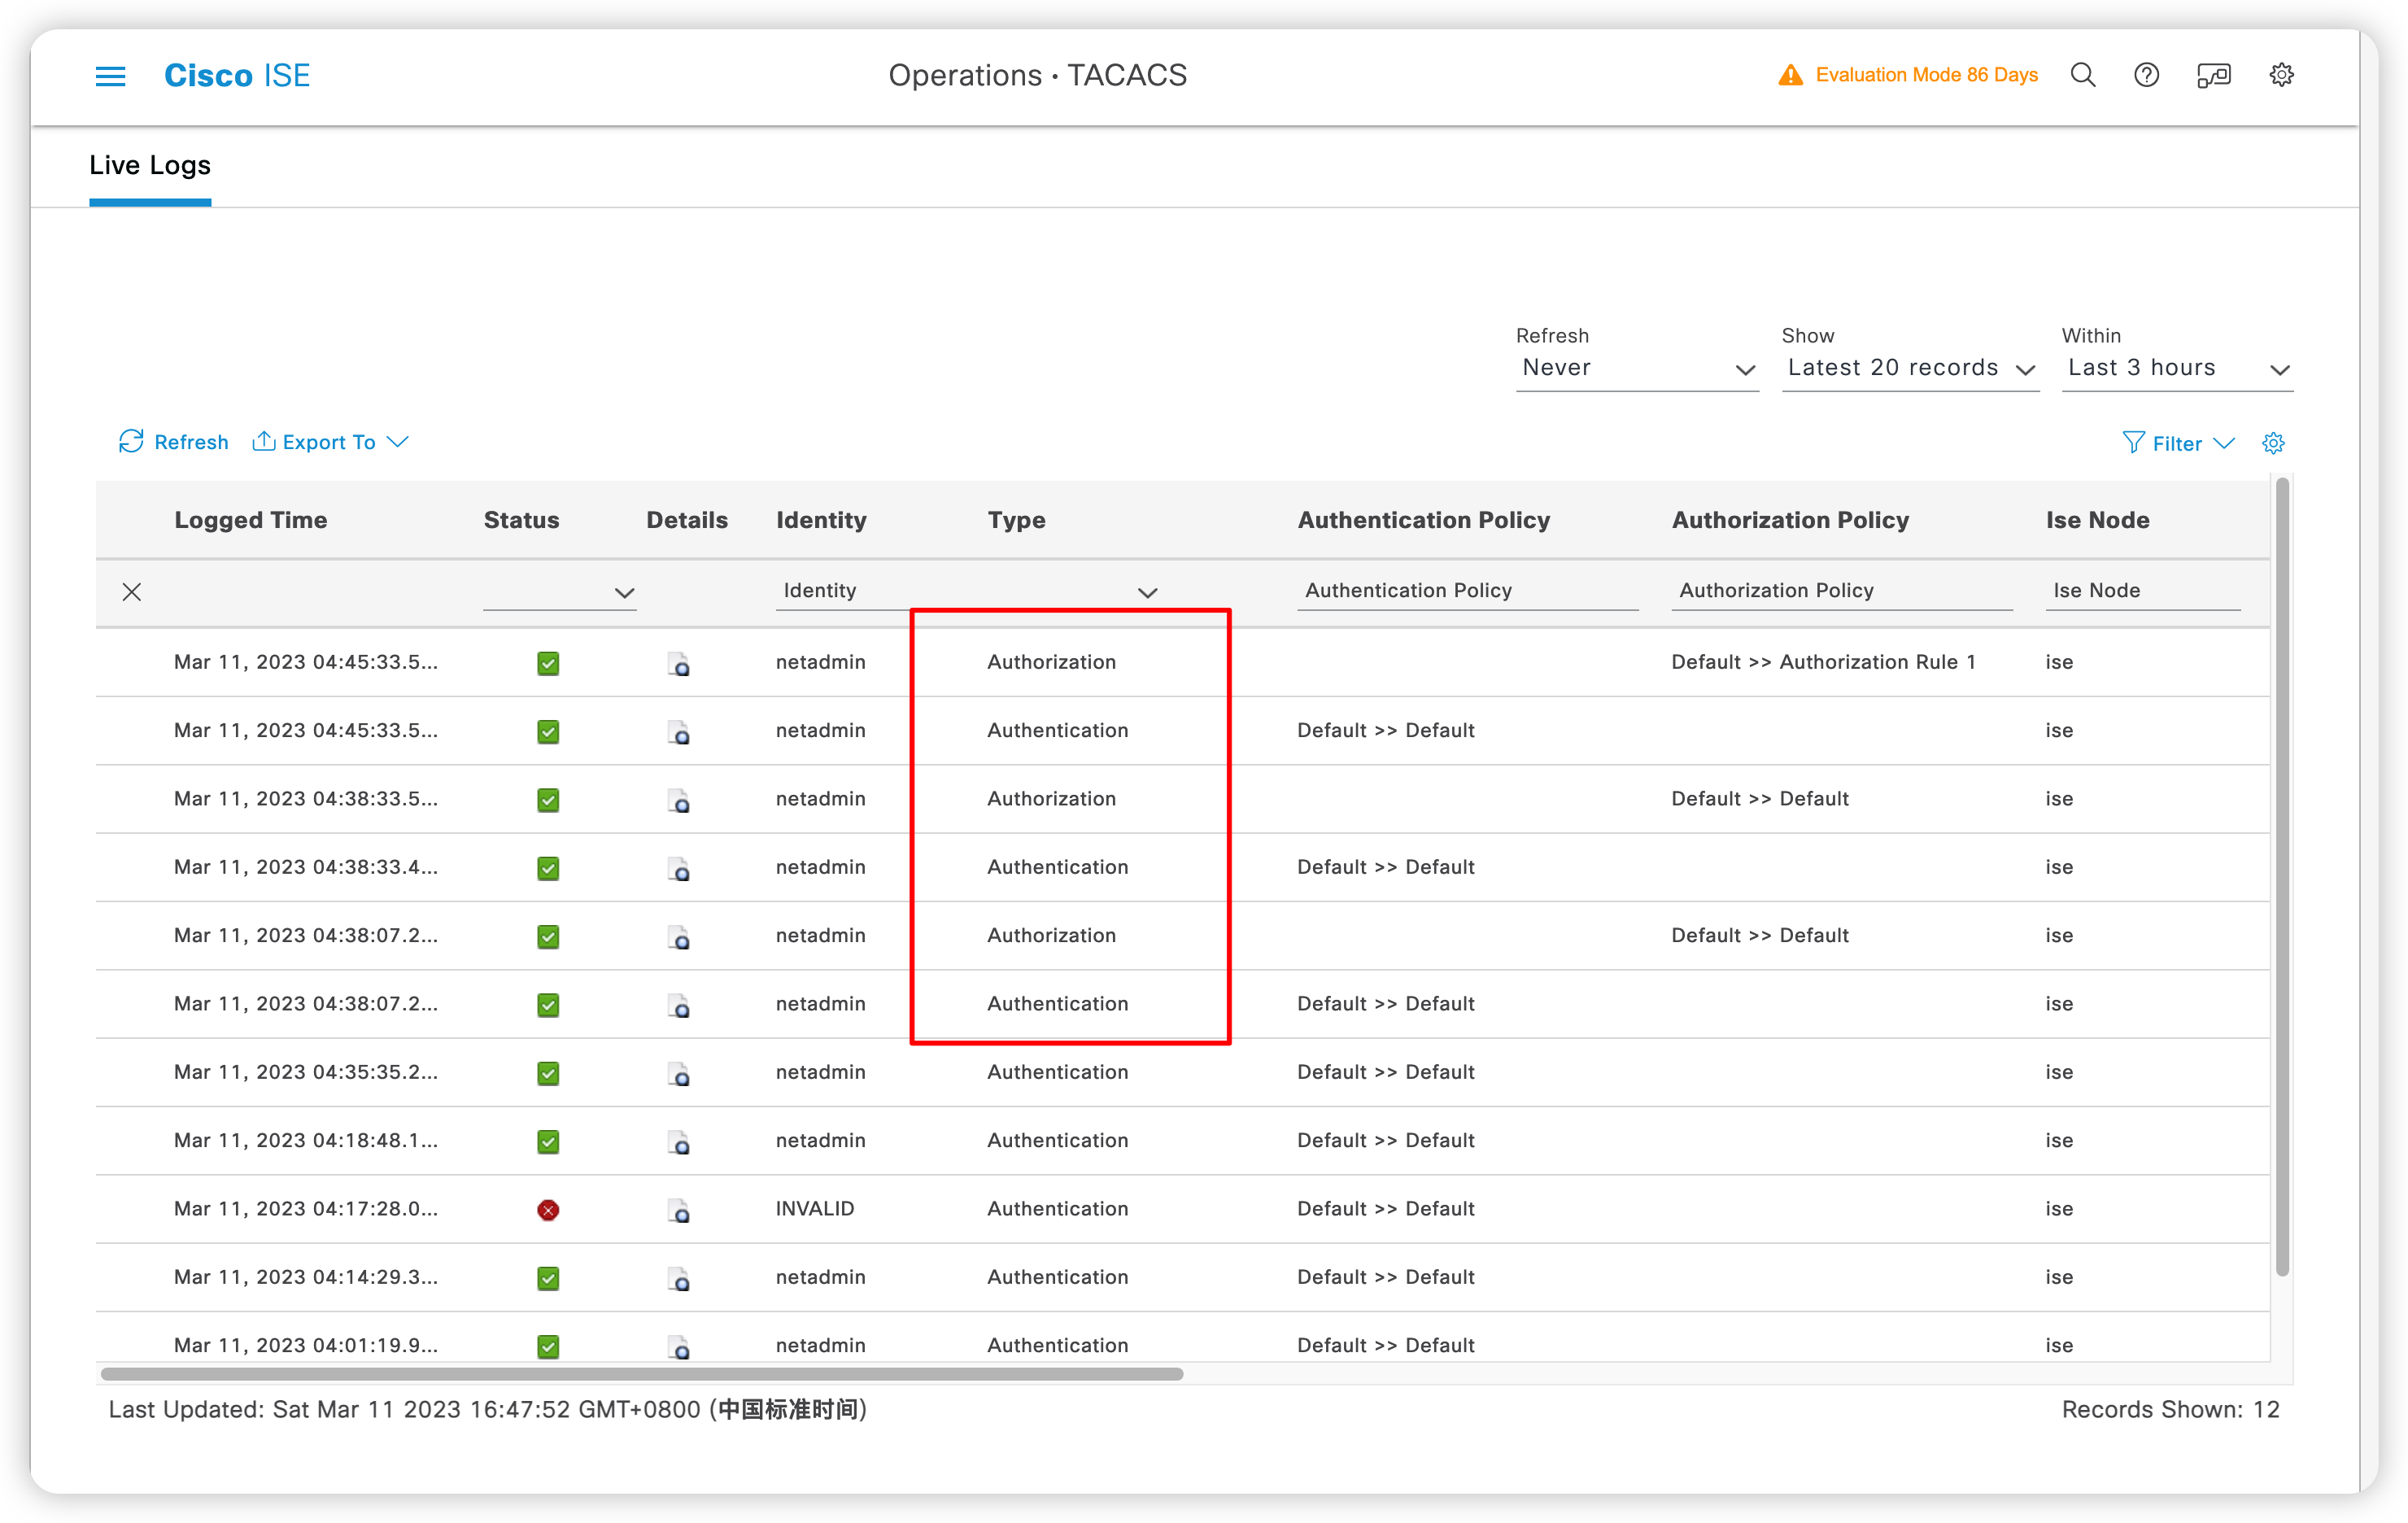 Cisco ISE
Operations · TACACS
Evaluation Mode 86 Days
Live Logs
Refresh
Show
Within
Never
Latest 20 records
Last 3 hours
Refresh
Export To
Filter
Logged Time Status Details Identity Type Authentication Policy Authorization Policy Ise Node
Identity Authentication Policy Authorization Policy Ise Node
Mar 11, 2023 04:45:33.5... netadmin Authorization Default >> Authorization Rule 1 ise
Mar 11, 2023 04:45:33.5... netadmin Authentication Default >> Default ise
Mar 11, 2023 04:38:33.5... netadmin Authorization Default >> Default ise
Mar 11, 2023 04:38:33.4... netadmin Authentication Default >> Default ise
Mar 11, 2023 04:38:07.2... netadmin Authorization Default >> Default ise
Mar 11, 2023 04:38:07.2... netadmin Authentication Default >> Default ise
Mar 11, 2023 04:35:35.2... netadmin Authentication Default >> Default ise
Mar 11, 2023 04:18:48.1... netadmin Authentication Default >> Default ise
Mar 11, 2023 04:17:28.0... INVALID Authentication Default >> Default ise
Mar 11, 2023 04:14:29.3... netadmin Authentication Default >> Default ise
Mar 11, 2023 04:01:19.9... netadmin Authentication Default >> Default ise
Last Updated: Sat Mar 11 2023 16:47:52 GMT+0800 (中国标准时间)
Records Shown: 12